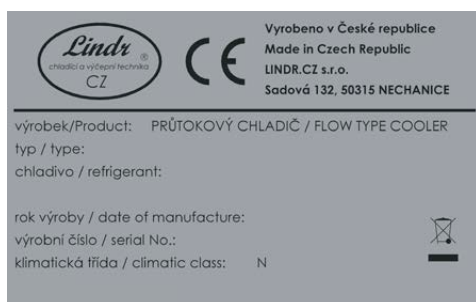 Lindr ®
chladící a výčepní technika
CZ
CE
Vyrobeno v České republice
Made in Czech Republic
LINDR.CZ s.r.o.
Sadová 132, 50315 NECHANICE
výrobek/Product: PRŮTOKOVÝ CHLADIČ / FLOW TYPE COOLER
typ / type:
chladivo / refrigerant:
rok výroby / date of manufacture:
výrobní číslo / serial No.:
klimatická třída / climatic class: N